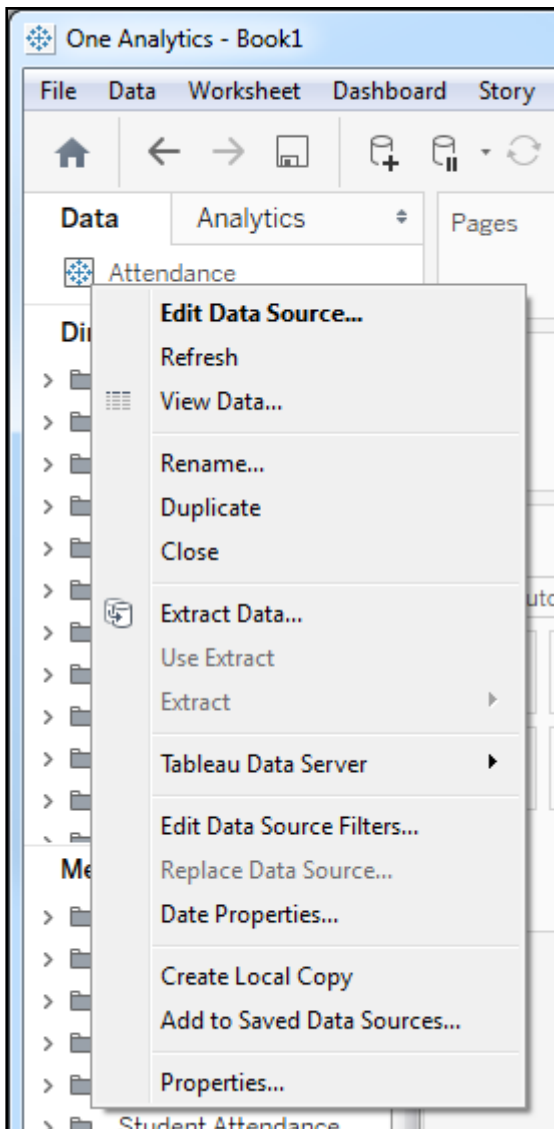 One Analytics - Book1
File Data Worksheet Dashboard Story
Data Analytics Pages
Attendance
Edit Data Source...
Refresh
View Data...
Rename...
Duplicate
Close
Extract Data...
Use Extract
Extract
Tableau Data Server
Edit Data Source Filters...
Replace Data Source...
Date Properties...
Create Local Copy
Add to Saved Data Sources...
Properties...
Student Attendance